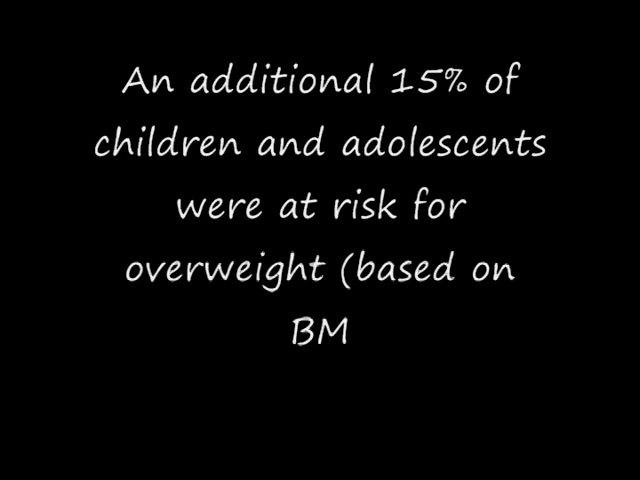 An additional 15% of
children and adolescents
were at risk for
overweight (based on
BM